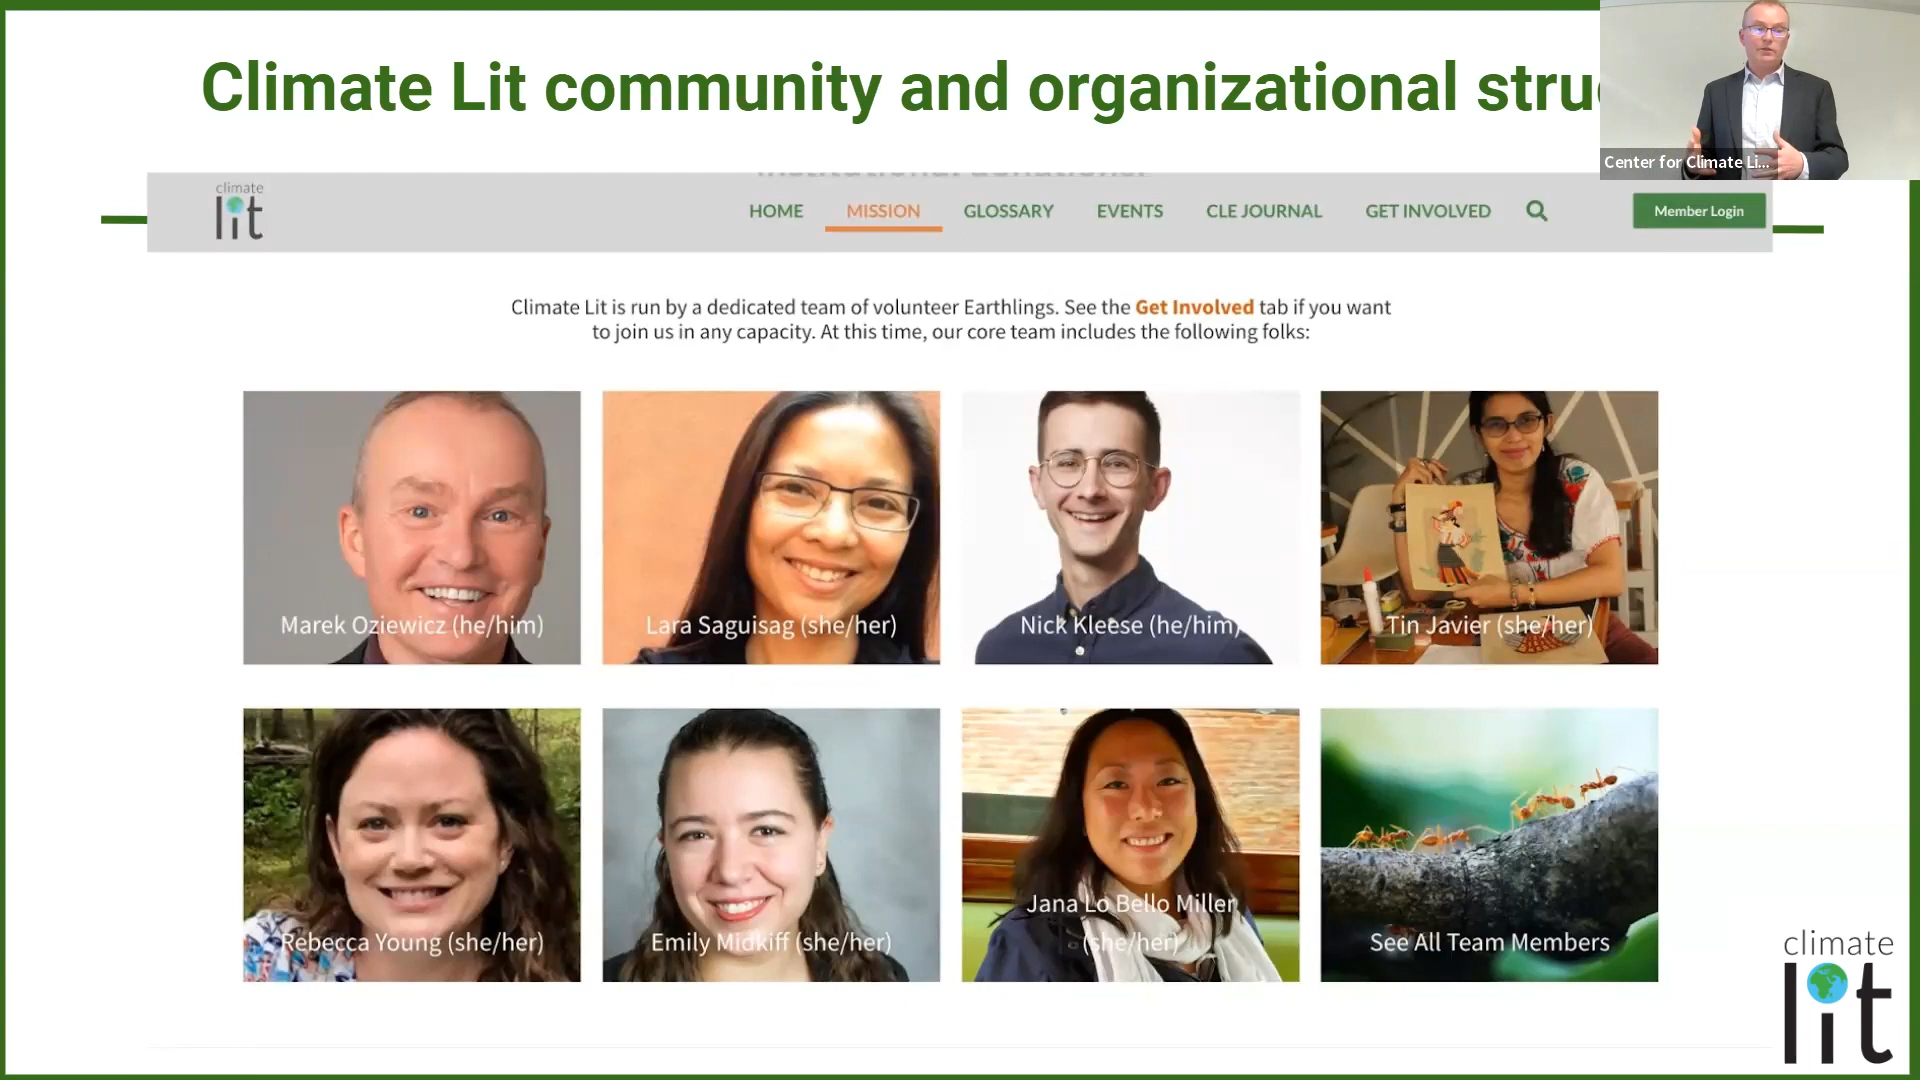 Climate Lit community and organizational stru
Center for Climate Li...
climate
lit
HOME
MISSION
GLOSSARY
EVENTS
CLE JOURNAL
GET INVOLVED
Member Login
Climate Lit is run by a dedicated team of volunteer Earthlings. See the Get Involved tab if you want
to join us in any capacity. At this time, our core team includes the following folks:
Marek Oziewicz (he/him)
Lara Saguisag (she/her)
Nick Kleese (he/him)
Tin Javier (she/her)
Rebecca Young (she/her)
Emily Midkiff (she/her)
Jana Lo Bello Miller
(she/her)
See All Team Members
climate
lit